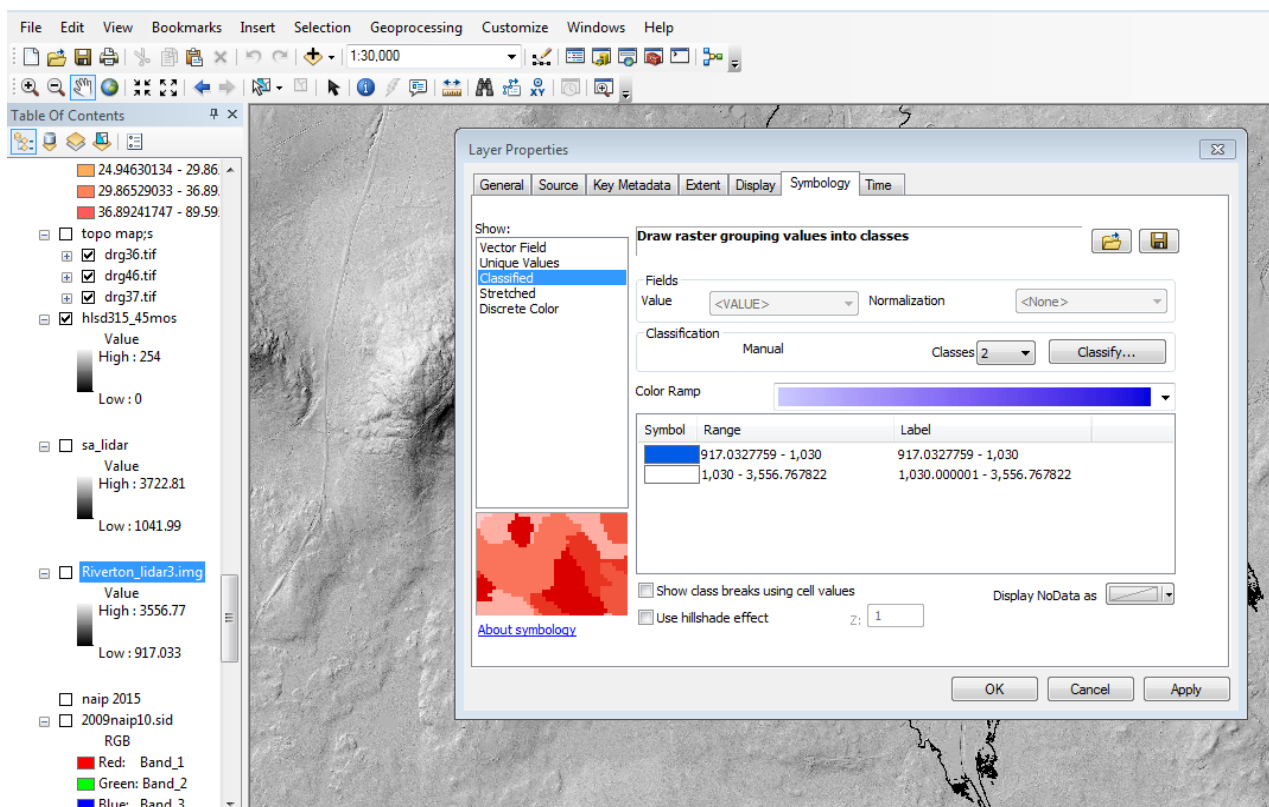 File Edit View Bookmarks Insert Selection Geoprocessing Customize Windows Help
1:30,000
Table Of Contents
24.94630134 - 29.86
29.86529033 - 36.89
36.89241747 - 89.59
topo map;s
drg36.tif
drg46.tif
drg37.tif
hlsd315_45mos
Value
High : 254
Low : 0
sa_lidar
Value
High : 3722.81
Low : 1041.99
Riverton_lidar3.img
Value
High : 3556.77
Low : 917.033
naip 2015
2009naip10.sid
RGB
Red: Band_1
Green: Band_2
Blue: Band_3
Layer Properties
General Source Key Metadata Extent Display Symbology Time
Show:
Vector Field
Unique Values
Classified
Stretched
Discrete Color
About symbology
Draw raster grouping values into classes
Fields
Value <VALUE> Normalization <None>
Classification
Manual Classes 2 Classify...
Color Ramp
Symbol Range Label
917.0327759 - 1,030 917.0327759 - 1,030
1,030 - 3,556.767822 1,030.000001 - 3,556.767822
Show class breaks using cell values Display NoData as
Use hillshade effect Z: 1
OK Cancel Apply